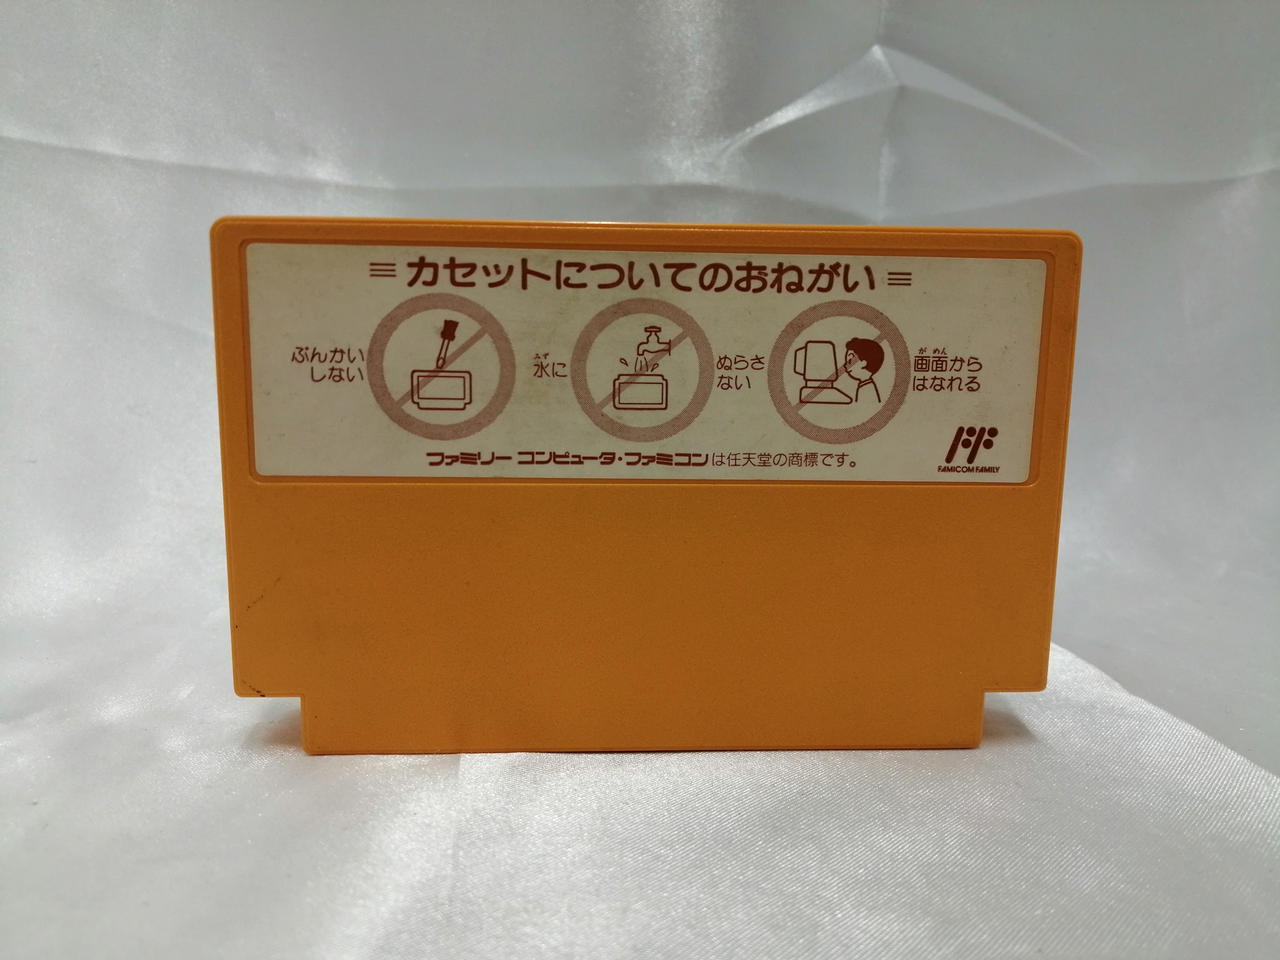 カセットについてのおねがい
ぶんかい
しない
みず
水に
ぬらさ
ない
がめん
画面から
はなれる
ファミリー コンピュータ・ファミコンは任天堂の商標です。
FAMICOM FAMILY